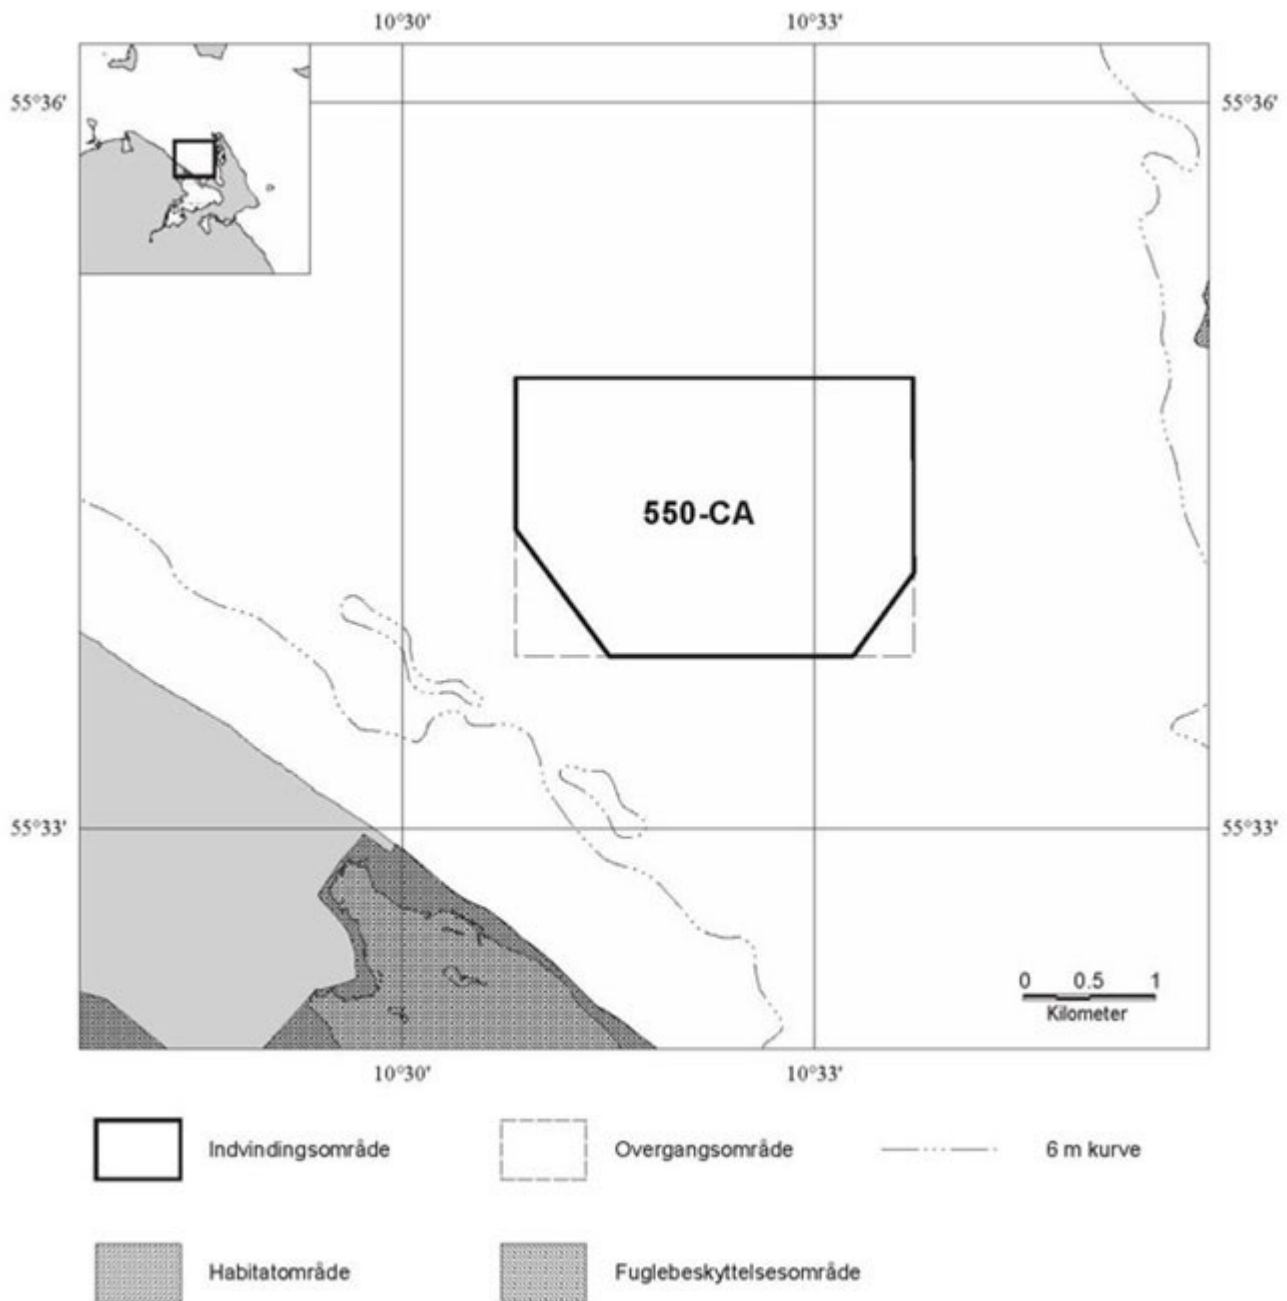 10°30' 10°33'
55°36' 55°36'
550-CA
55°33' 55°33'
0 0.5 1
Kilometer
10°30' 10°33'
Indvindingsområde Overgangsområde 6 m kurve
Habitatområde Fuglebeskyttelsesområde